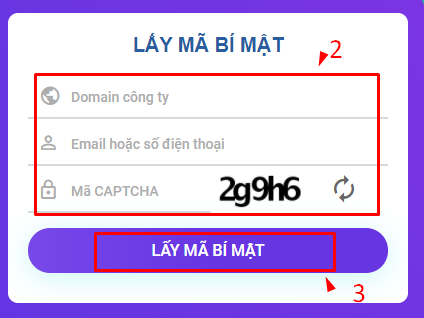 LẤY MÃ BÍ MẬT
2
Domain công ty
Email hoặc số điện thoại
Mã CAPTCHA 2g9h6
LẤY MÃ BÍ MẬT
3